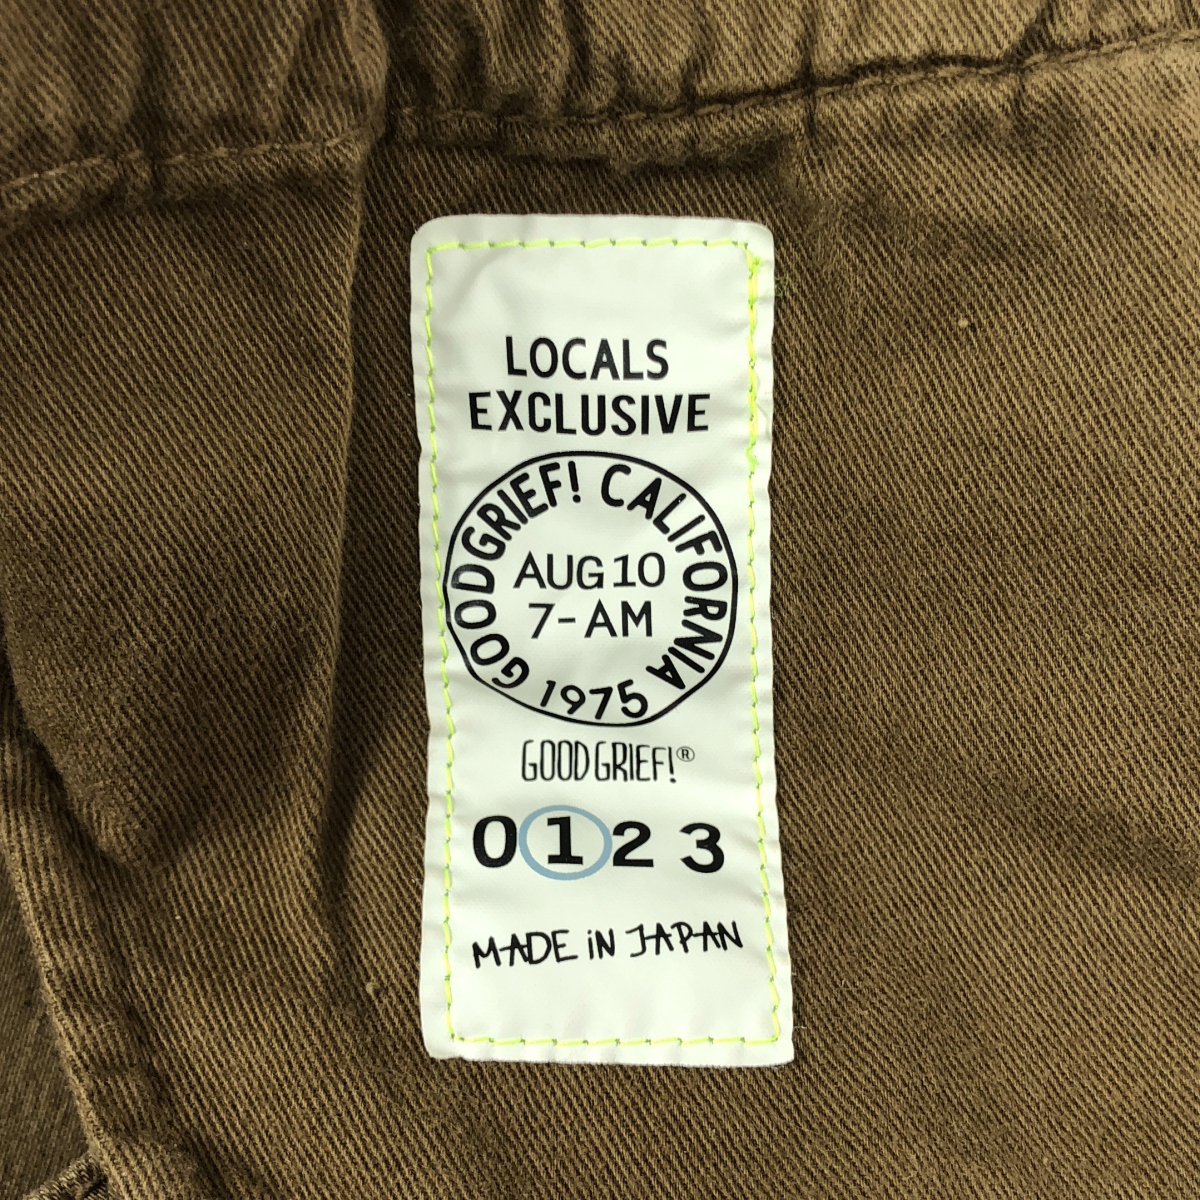 LOCALS
EXCLUSIVE
GOODGRIEF! CALIFORNIA
AUG 10
7-AM
1975
GOOD GRIEF!®
0 1 2 3
MADE iN JAPAN